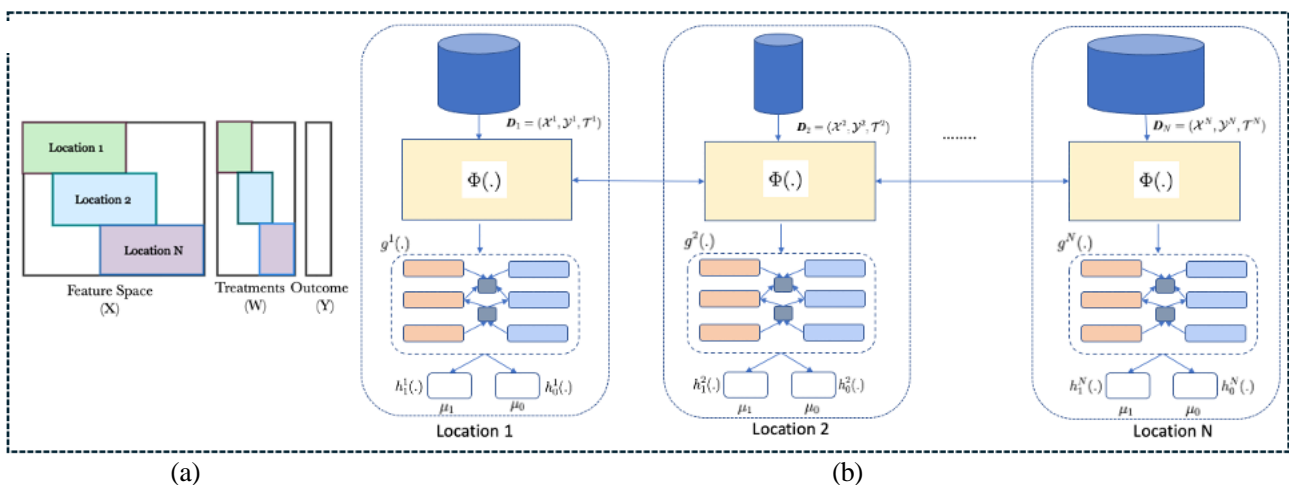 Location 1
Location 2
Location N
Feature Space
(X)
Treatments
(W)
Outcome
(Y)
(a)
D₁ = (𝒳¹, 𝒴¹, 𝒯¹)
Φ(.)
g¹(.)
h₁¹(.)
h₀¹(.)
μ₁
μ₀
Location 1
D₂ = (𝒳², 𝒴², 𝒯²)
Φ(.)
g²(.)
h₁²(.)
h₀²(.)
μ₁
μ₀
Location 2
........
D_N = (𝒳ᴺ, 𝒴ᴺ, 𝒯ᴺ)
Φ(.)
gᴺ(.)
h₁ᴺ(.)
h₀ᴺ(.)
μ₁
μ₀
Location N
(b)